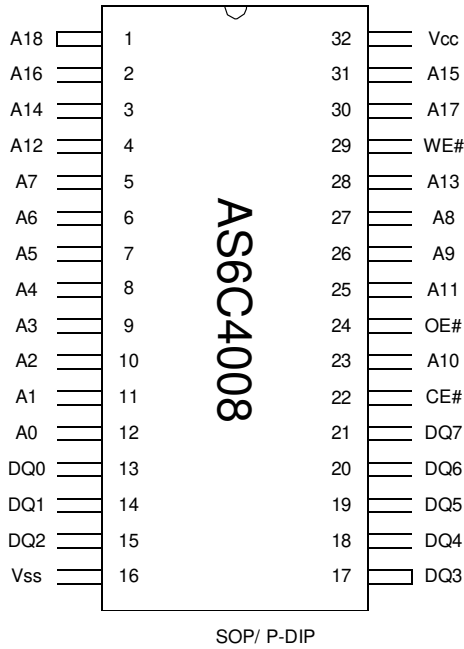 A18 1 32 Vcc
A16 2 31 A15
A14 3 30 A17
A12 4 29 WE#
A7 5 28 A13
A6 6 27 A8
A5 7 26 A9
A4 8 25 A11
A3 9 24 OE#
A2 10 23 A10
A1 11 22 CE#
A0 12 21 DQ7
DQ0 13 20 DQ6
DQ1 14 19 DQ5
DQ2 15 18 DQ4
Vss 16 17 DQ3
AS6C4008
SOP/ P-DIP